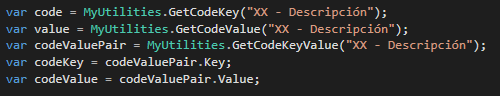 var code = MyUtilities.GetCodeKey("XX - Descripción");
var value = MyUtilities.GetCodeValue("XX - Descripción");
var codeValuePair = MyUtilities.GetCodeKeyValue("XX - Descripción");
var codeKey = codeValuePair.Key;
var codeValue = codeValuePair.Value;